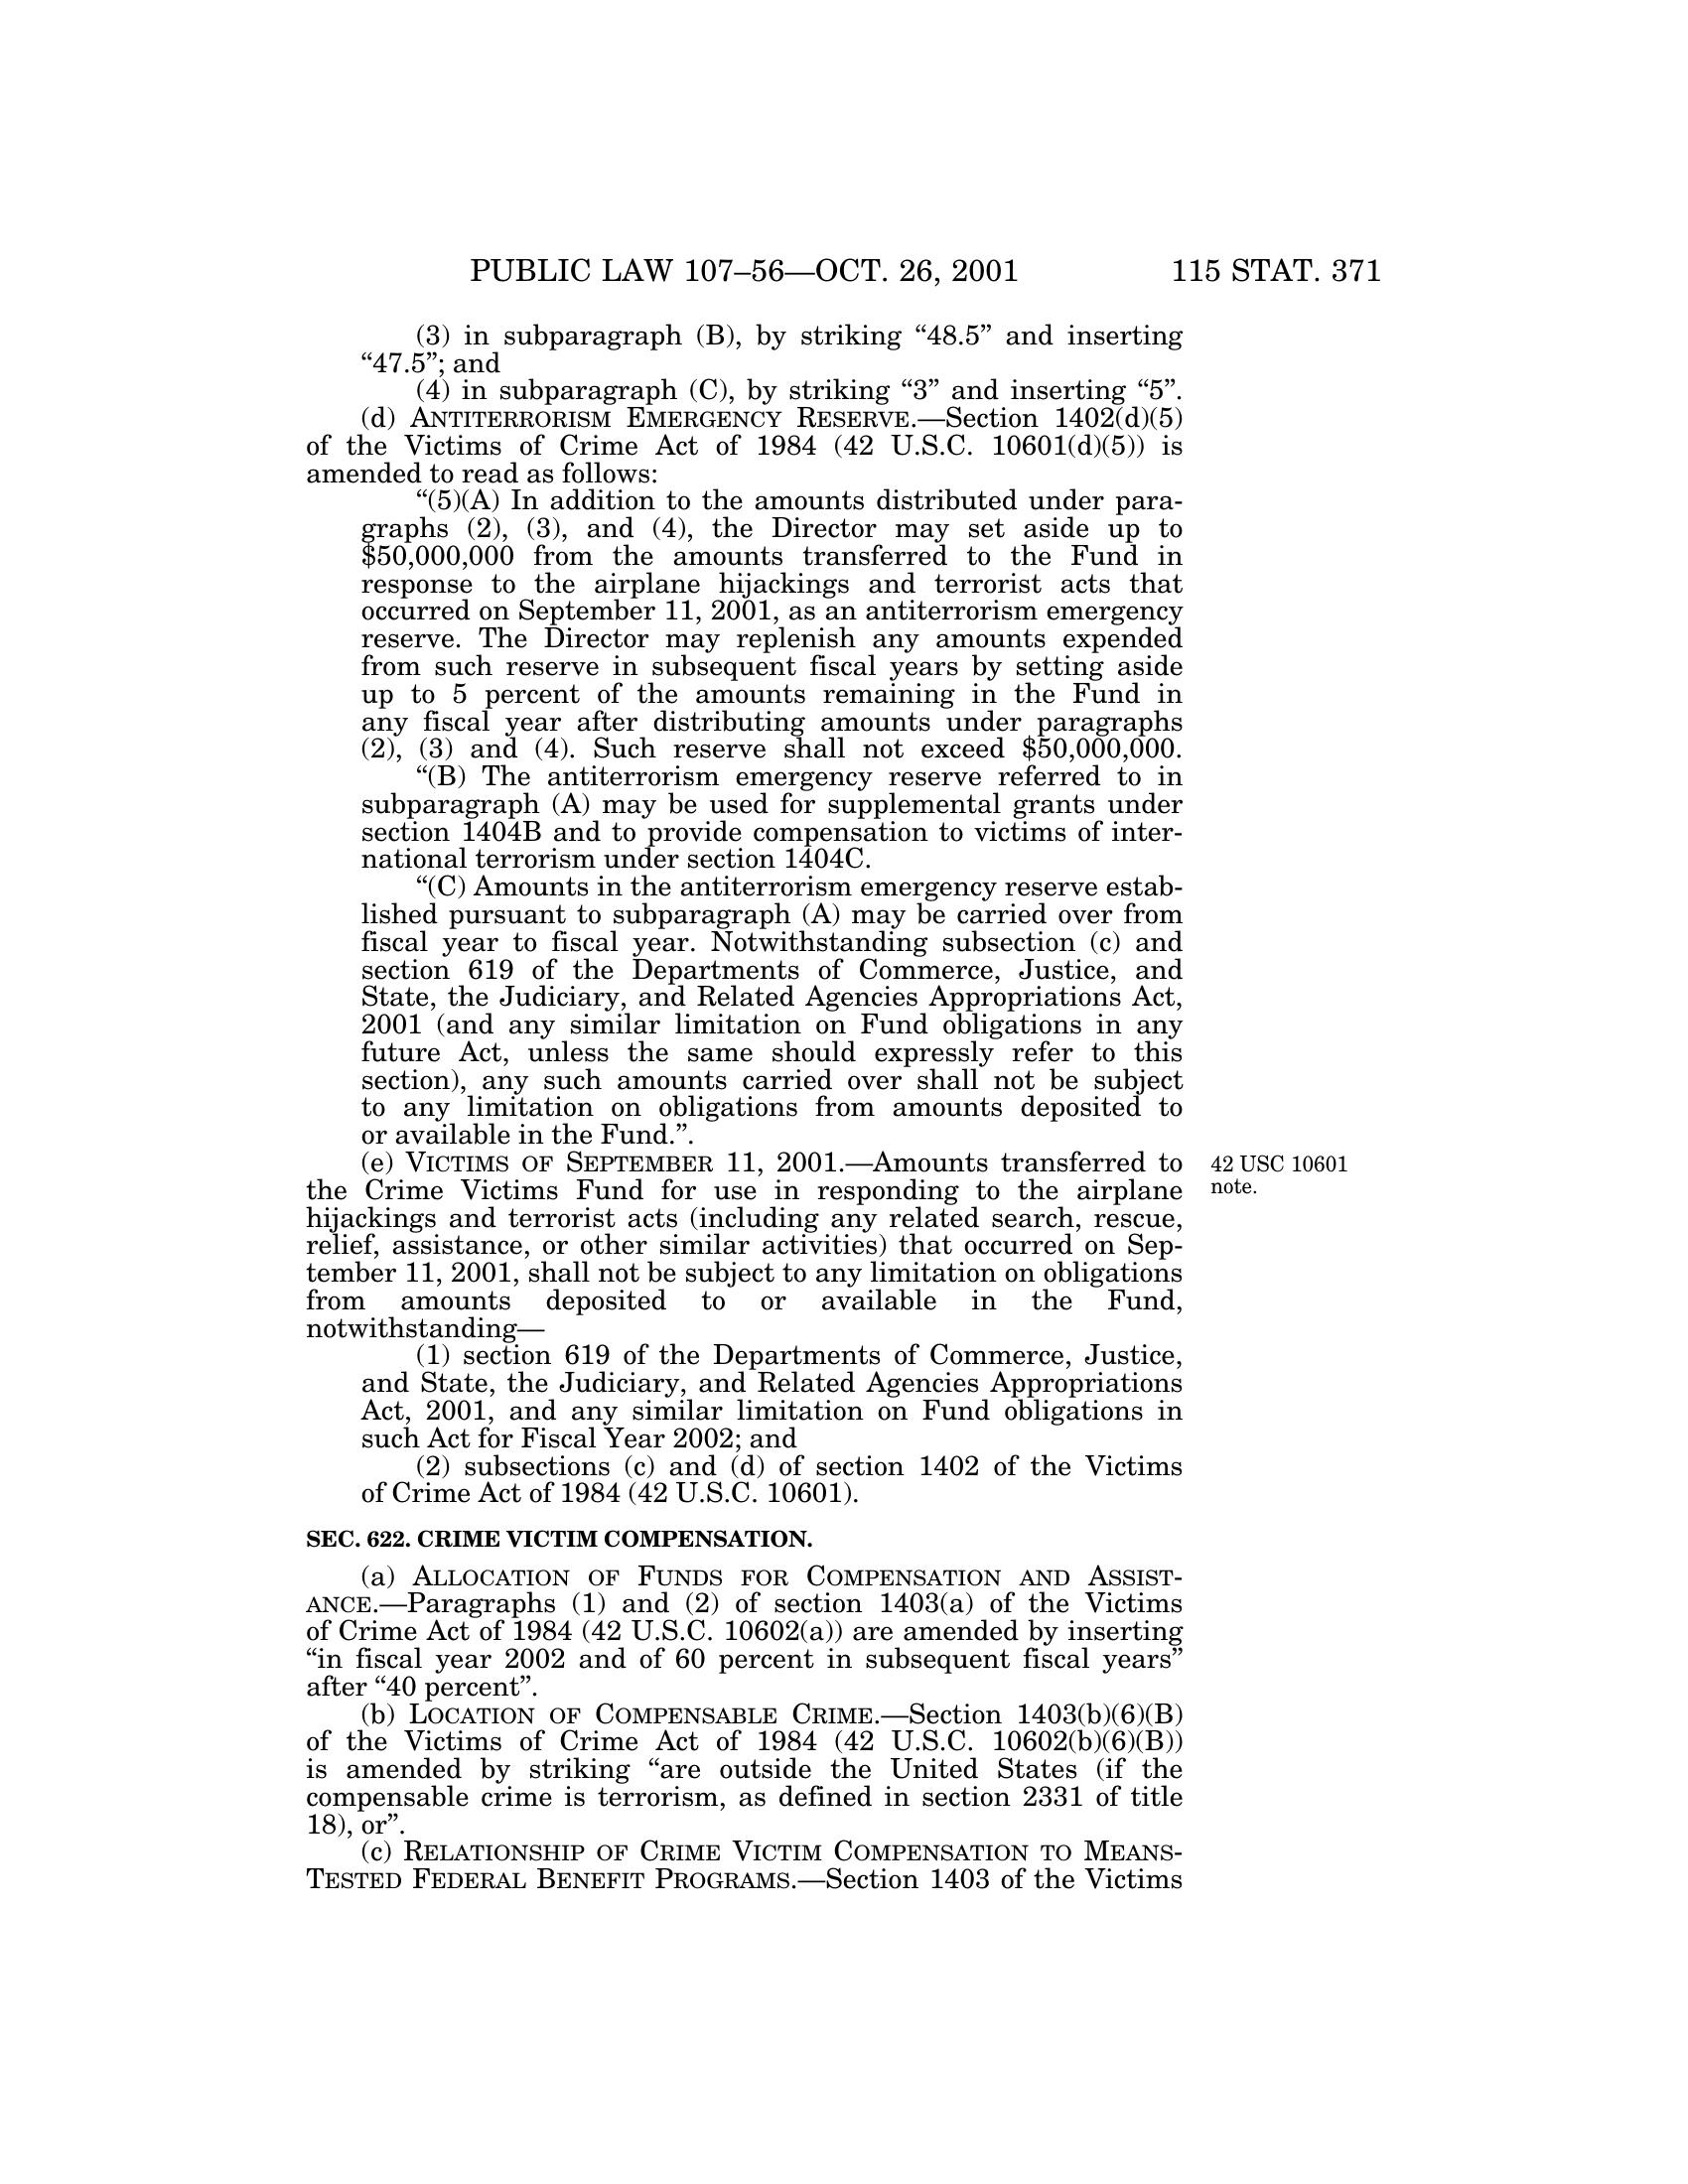 PUBLIC LAW 107–56—OCT. 26, 2001 115 STAT. 371
(3) in subparagraph (B), by striking “48.5” and inserting
“47.5”; and
(4) in subparagraph (C), by striking “3” and inserting “5”.
(d) ANTITERRORISM EMERGENCY RESERVE.—Section 1402(d)(5)
of the Victims of Crime Act of 1984 (42 U.S.C. 10601(d)(5)) is
amended to read as follows:
“(5)(A) In addition to the amounts distributed under para-
graphs (2), (3), and (4), the Director may set aside up to
$50,000,000 from the amounts transferred to the Fund in
response to the airplane hijackings and terrorist acts that
occurred on September 11, 2001, as an antiterrorism emergency
reserve. The Director may replenish any amounts expended
from such reserve in subsequent fiscal years by setting aside
up to 5 percent of the amounts remaining in the Fund in
any fiscal year after distributing amounts under paragraphs
(2), (3) and (4). Such reserve shall not exceed $50,000,000.
“(B) The antiterrorism emergency reserve referred to in
subparagraph (A) may be used for supplemental grants under
section 1404B and to provide compensation to victims of inter-
national terrorism under section 1404C.
“(C) Amounts in the antiterrorism emergency reserve estab-
lished pursuant to subparagraph (A) may be carried over from
fiscal year to fiscal year. Notwithstanding subsection (c) and
section 619 of the Departments of Commerce, Justice, and
State, the Judiciary, and Related Agencies Appropriations Act,
2001 (and any similar limitation on Fund obligations in any
future Act, unless the same should expressly refer to this
section), any such amounts carried over shall not be subject
to any limitation on obligations from amounts deposited to
or available in the Fund.”.
(e) VICTIMS OF SEPTEMBER 11, 2001.—Amounts transferred to
the Crime Victims Fund for use in responding to the airplane
hijackings and terrorist acts (including any related search, rescue,
relief, assistance, or other similar activities) that occurred on Sep-
tember 11, 2001, shall not be subject to any limitation on obligations
from amounts deposited to or available in the Fund,
notwithstanding—
(1) section 619 of the Departments of Commerce, Justice,
and State, the Judiciary, and Related Agencies Appropriations
Act, 2001, and any similar limitation on Fund obligations in
such Act for Fiscal Year 2002; and
(2) subsections (c) and (d) of section 1402 of the Victims
of Crime Act of 1984 (42 U.S.C. 10601).
42 USC 10601
note.
SEC. 622. CRIME VICTIM COMPENSATION.
(a) ALLOCATION OF FUNDS FOR COMPENSATION AND ASSIST-
ANCE.—Paragraphs (1) and (2) of section 1403(a) of the Victims
of Crime Act of 1984 (42 U.S.C. 10602(a)) are amended by inserting
“in fiscal year 2002 and of 60 percent in subsequent fiscal years”
after “40 percent”.
(b) LOCATION OF COMPENSABLE CRIME.—Section 1403(b)(6)(B)
of the Victims of Crime Act of 1984 (42 U.S.C. 10602(b)(6)(B))
is amended by striking “are outside the United States (if the
compensable crime is terrorism, as defined in section 2331 of title
18), or”.
(c) RELATIONSHIP OF CRIME VICTIM COMPENSATION TO MEANS-
TESTED FEDERAL BENEFIT PROGRAMS.—Section 1403 of the Victims